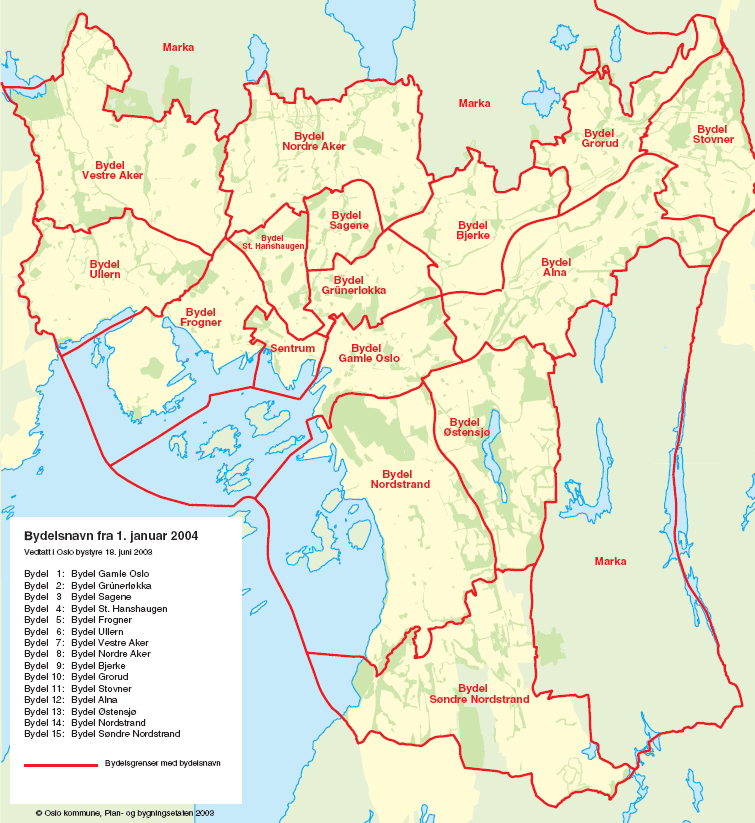 Marka
Marka
Bydel
Nordre Aker
Bydel
Grorud
Bydel
Stovner
Bydel
Vestre Aker
Bydel
Sagene
Bydel
St. Hanshaugen
Bydel
Bjerke
Bydel
Ullern
Bydel
Alna
Bydel
Grünerløkka
Bydel
Frogner
Sentrum
Bydel
Gamle Oslo
Bydel
Østensjø
Bydel
Nordstrand
Marka
Bydel
Søndre Nordstrand
Bydelsnavn fra 1. januar 2004
Vedtatt i Oslo bystyre 18. juni 2003
Bydel 1: Bydel Gamle Oslo
Bydel 2: Bydel Grünerløkka
Bydel 3 Bydel Sagene
Bydel 4: Bydel St. Hanshaugen
Bydel 5: Bydel Frogner
Bydel 6: Bydel Ullern
Bydel 7: Bydel Vestre Aker
Bydel 8: Bydel Nordre Aker
Bydel 9: Bydel Bjerke
Bydel 10: Bydel Grorud
Bydel 11: Bydel Stovner
Bydel 12: Bydel Alna
Bydel 13: Bydel Østensjø
Bydel 14: Bydel Nordstrand
Bydel 15: Bydel Søndre Nordstrand
Bydelsgrenser med bydelsnavn
© Oslo kommune, Plan- og bygningsetaten 2003